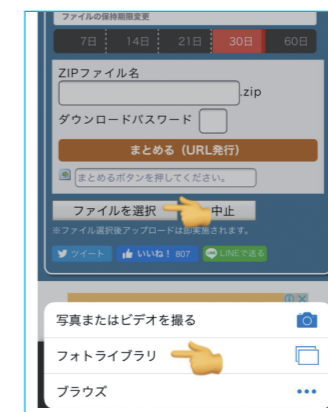 ファイルの保持期限変更
7日 14日 21日 30日 60日
ZIPファイル名
.zip
ダウンロードパスワード
まとめる（URL発行）
まとめるボタンを押してください。
ファイルを選択 中止
※ファイル選択後アップロードは即実施されます。
ツイート いいね！ 807 LINEで送る
写真またはビデオを撮る
フォトライブラリ
ブラウズ